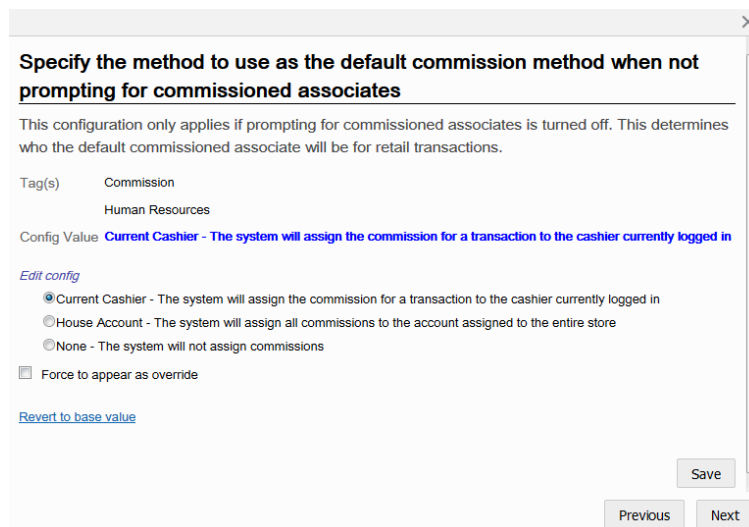 Specify the method to use as the default commission method when not
prompting for commissioned associates
This configuration only applies if prompting for commissioned associates is turned off. This determines
who the default commissioned associate will be for retail transactions.
Tag(s) Commission
Human Resources
Config Value Current Cashier - The system will assign the commission for a transaction to the cashier currently logged in
Edit config
Current Cashier - The system will assign the commission for a transaction to the cashier currently logged in
House Account - The system will assign all commissions to the account assigned to the entire store
None - The system will not assign commissions
Force to appear as override
Revert to base value
Save
Previous Next